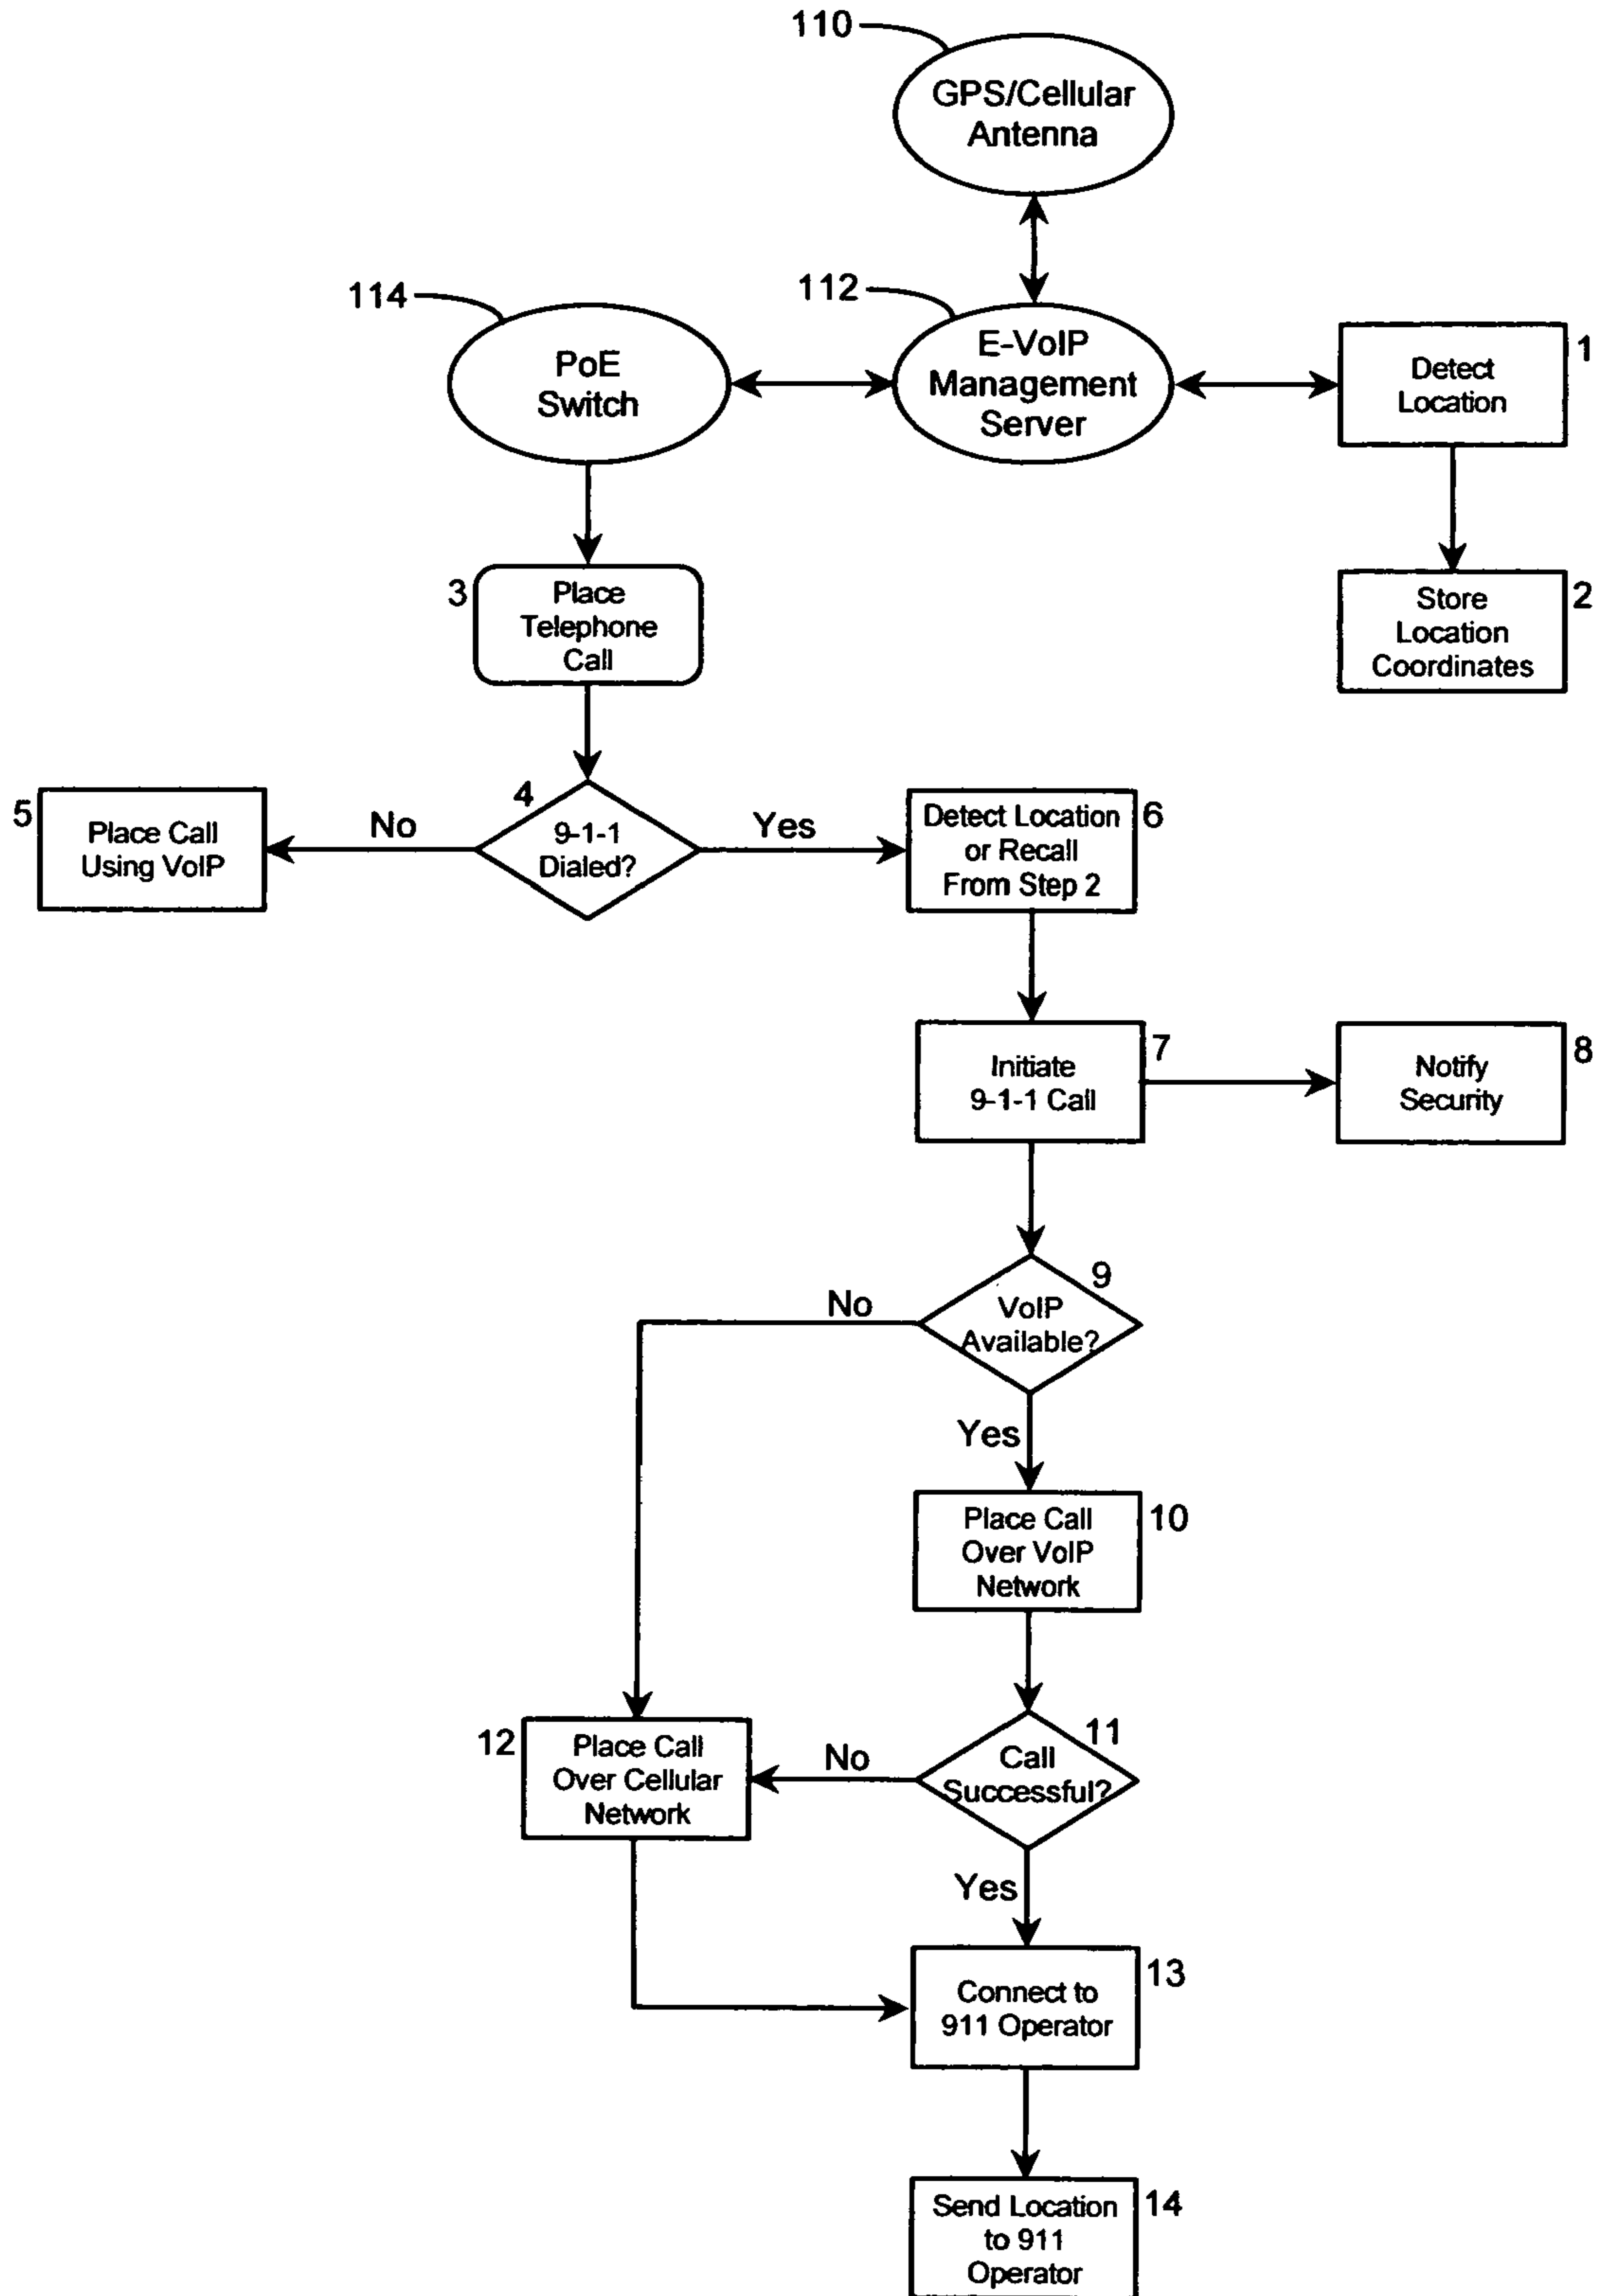 110
GPS/Cellular
Antenna
114
112
PoE
Switch
E-VoIP
Management
Server
1
Detect
Location
3
Place
Telephone
Call
2
Store
Location
Coordinates
5
Place Call
Using VoIP
No
4
9-1-1
Dialed?
Yes
6
Detect Location
or Recall
From Step 2
7
Initiate
9-1-1 Call
8
Notify
Security
9
VoIP
Available?
No
Yes
10
Place Call
Over VoIP
Network
12
Place Call
Over Cellular
Network
No
11
Call
Successful?
Yes
13
Connect to
911 Operator
14
Send Location
to 911
Operator